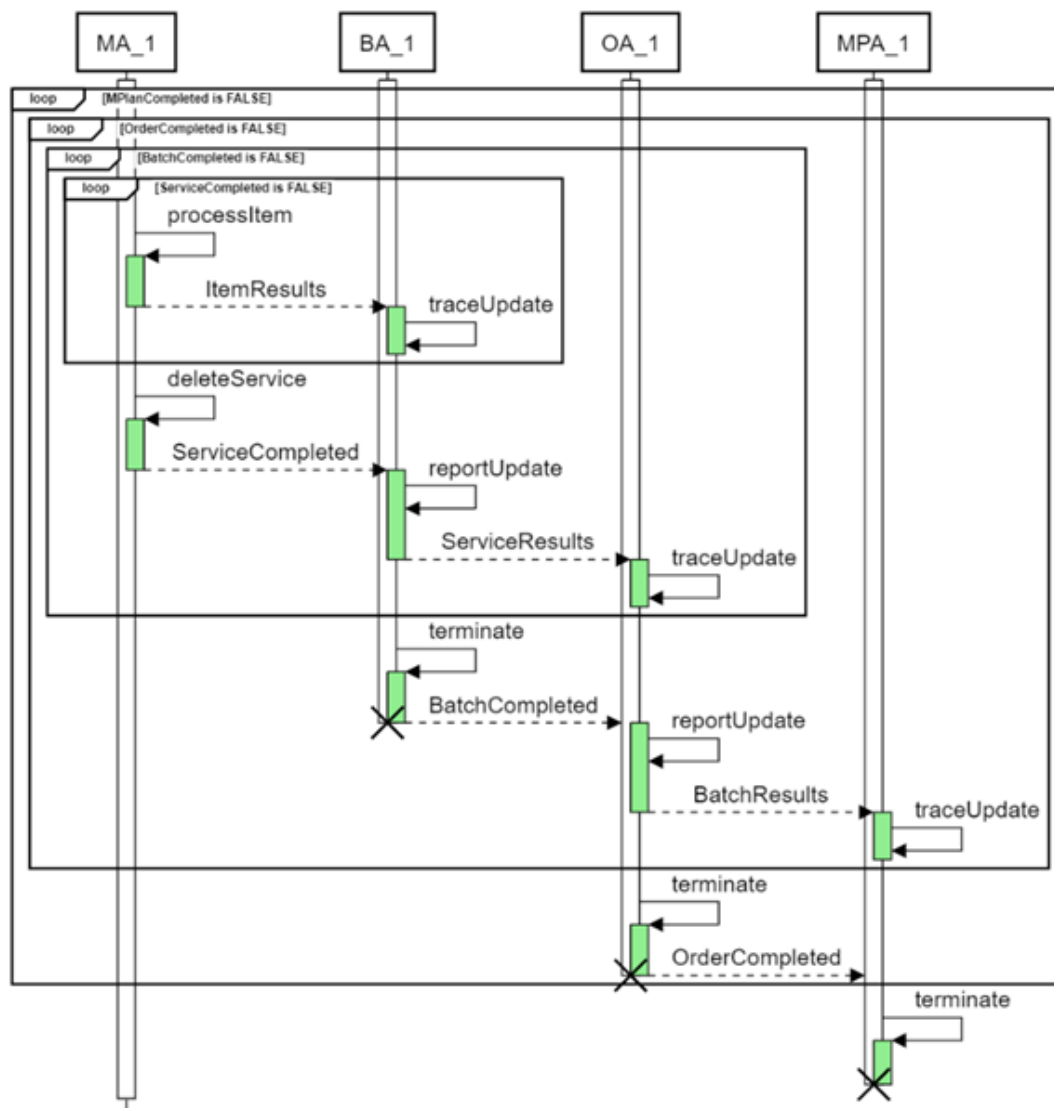 MA_1 BA_1 OA_1 MPA_1
loop [MPlanCompleted is FALSE]
loop [OrderCompleted is FALSE]
loop [BatchCompleted is FALSE]
loop [ServiceCompleted is FALSE]
processItem
ItemResults
traceUpdate
deleteService
ServiceCompleted
reportUpdate
ServiceResults
traceUpdate
terminate
BatchCompleted
reportUpdate
BatchResults
traceUpdate
terminate
OrderCompleted
terminate